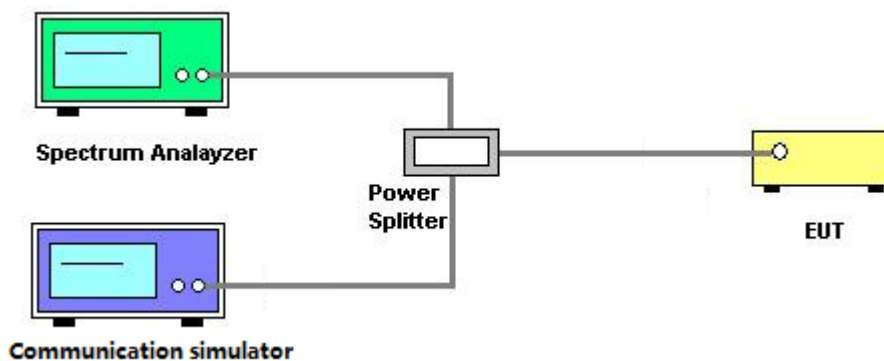 Spectrum Analayzer
Power
Splitter
EUT
Communication simulator